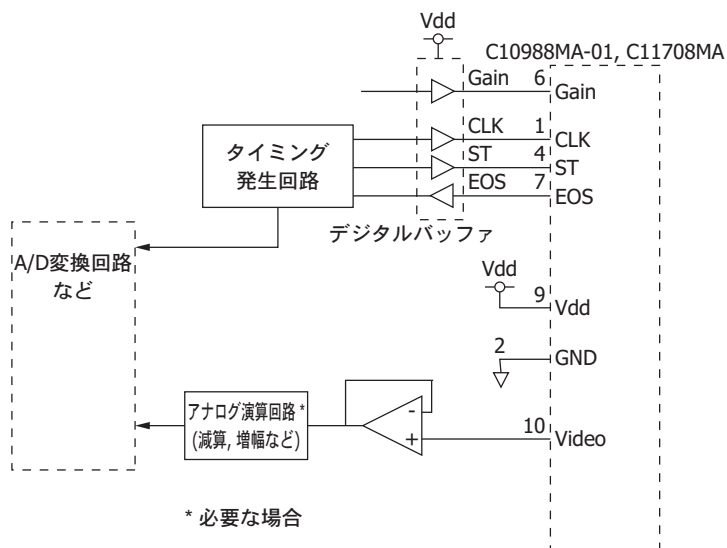 Vdd
C10988MA-01, C11708MA
Gain
6
Gain
CLK
1
CLK
ST
4
ST
EOS
7
EOS
タイミング
発生回路
デジタルバッファ
A/D変換回路
など
Vdd
9
Vdd
2
GND
アナログ演算回路 *
(減算, 増幅など)
-
+
10
Video
* 必要な場合